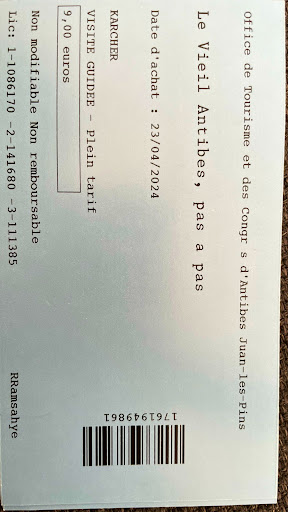 Office de Tourisme et des Congr s d'Antibes Juan-les-Pins
Le Vieil Antibes, pas a pas
Date d'achat : 23/04/2024
KARCHER
VISITE GUIDEE - Plein tarif
9,00 euros
Non modifiable Non remboursable
Lic: 1-1086170 -2-141680 -3-111385
RRamsahye
1761949861